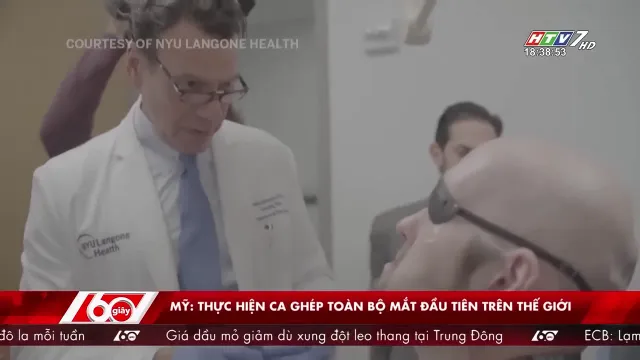 COURTESY OF NYU LANGONE HEALTH
HTV7 HD
18:38:53
NYU Langone
Health
60 giây
MỸ: THỰC HIỆN CA GHÉP TOÀN BỘ MẮT ĐẦU TIÊN TRÊN THẾ GIỚI
đô la mỗi tuần 60 Giá dầu mỏ giảm dù xung đột leo thang tại Trung Đông 60 ECB: Lạm